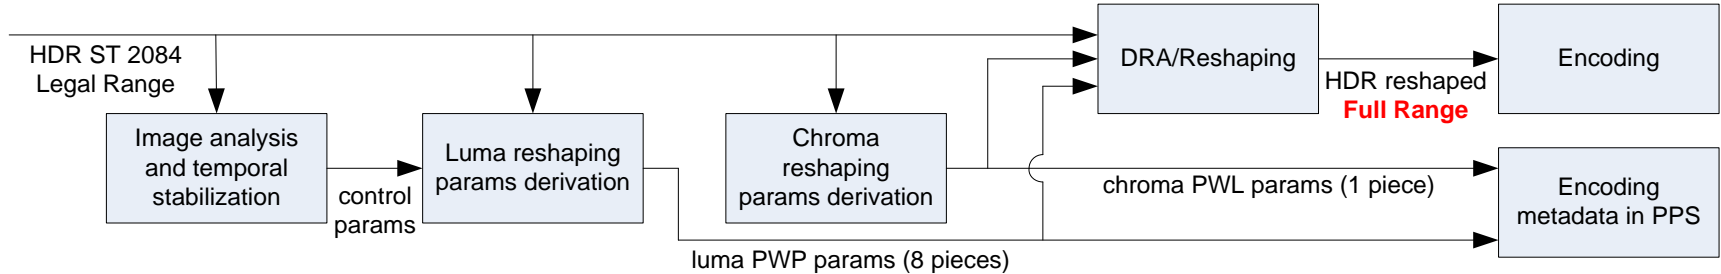 HDR ST 2084
Legal Range
Image analysis
and temporal
stabilization
control
params
Luma reshaping
params derivation
Chroma
reshaping
params derivation
DRA/Reshaping
HDR reshaped
Full Range
Encoding
chroma PWL params (1 piece)
luma PWP params (8 pieces)
Encoding
metadata in PPS